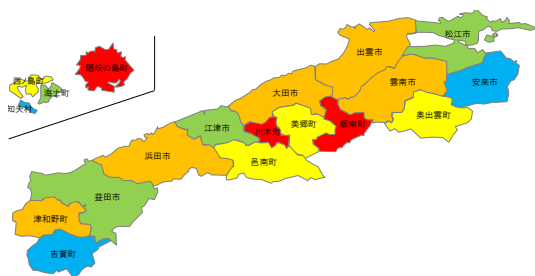 松江市
出雲市
隠岐の島町
西ノ島町
海士町
知夫村
安来市
雲南市
大田市
奥出雲町
飯南町
美郷町
川本町
江津市
邑南町
浜田市
益田市
津和野町
吉賀町